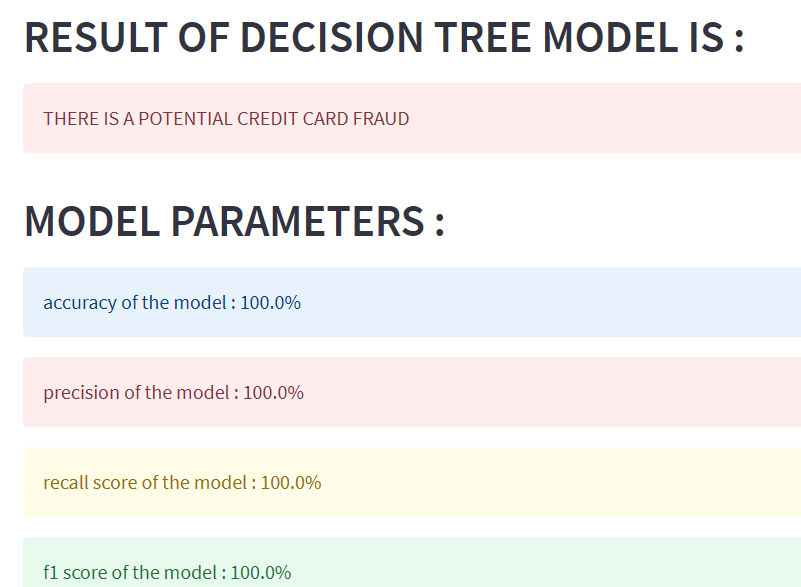 RESULT OF DECISION TREE MODEL IS :
THERE IS A POTENTIAL CREDIT CARD FRAUD
MODEL PARAMETERS :
accuracy of the model : 100.0%
precision of the model : 100.0%
recall score of the model : 100.0%
f1 score of the model : 100.0%